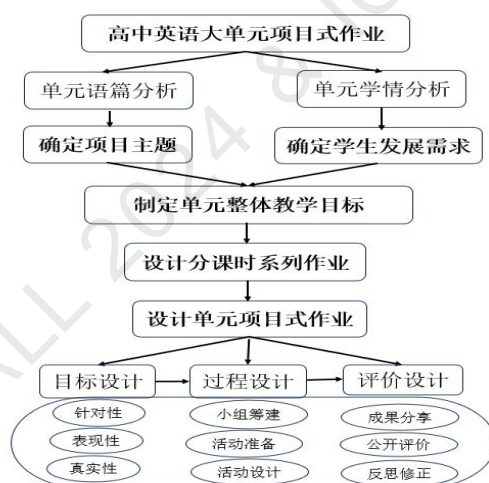 高中英语大单元项目式作业
单元语篇分析
单元学情分析
确定项目主题
确定学生发展需求
制定单元整体教学目标
设计分课时系列作业
设计单元项目式作业
目标设计
过程设计
评价设计
针对性
小组筹建
成果分享
表现性
活动准备
公开评价
真实性
活动设计
反思修正
ALL 2024 &